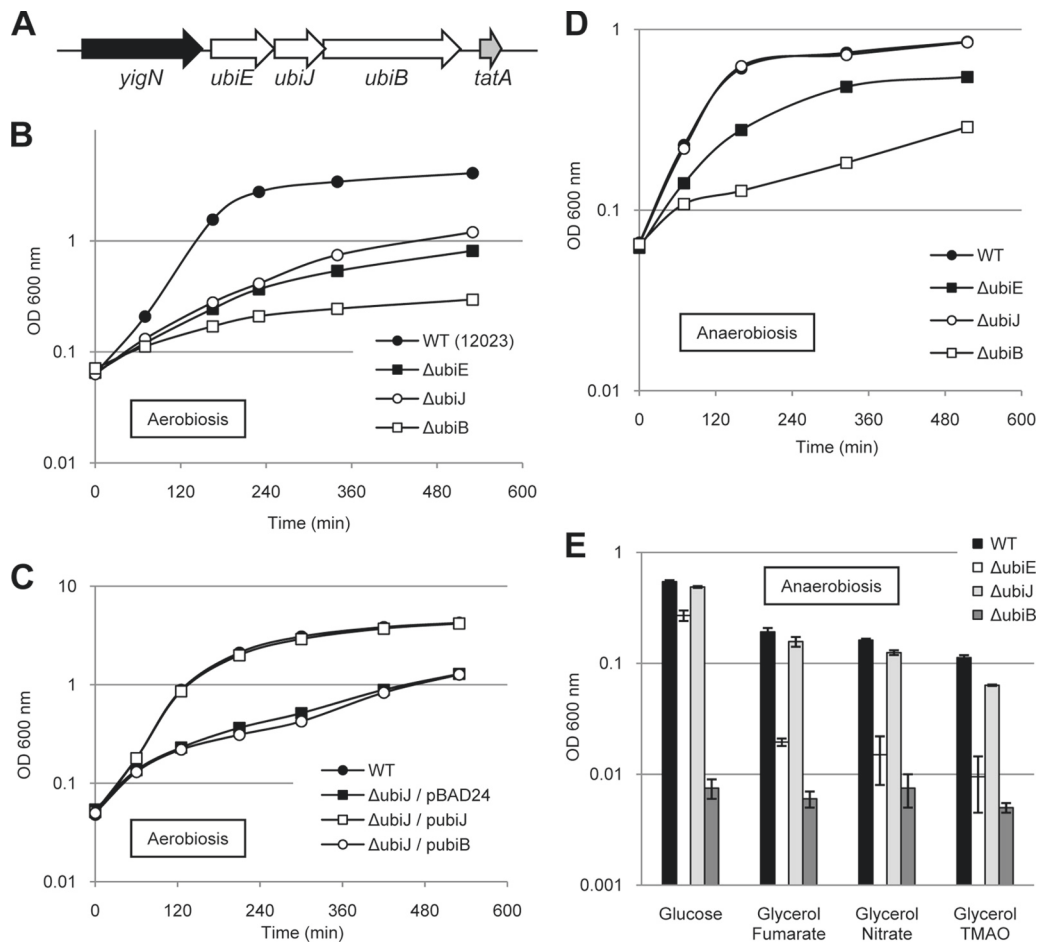 A
yigN
ubiE
ubiJ
ubiB
tatA
B
OD 600 nm
1
0.1
0.01
0
120
240
360
480
600
Time (min)
WT (12023)
ΔubiE
ΔubiJ
ΔubiB
Aerobiosis
C
OD 600 nm
10
1
0.1
0.01
0
120
240
360
480
600
Time (min)
WT
ΔubiJ / pBAD24
ΔubiJ / pubiJ
ΔubiJ / pubiB
Aerobiosis
D
OD 600 nm
1
0.1
0.01
0
120
240
360
480
600
Time (min)
WT
ΔubiE
ΔubiJ
ΔubiB
Anaerobiosis
E
OD 600 nm
1
0.1
0.01
0.001
Anaerobiosis
WT
ΔubiE
ΔubiJ
ΔubiB
Glucose
Glycerol
Fumarate
Glycerol
Nitrate
Glycerol
TMAO